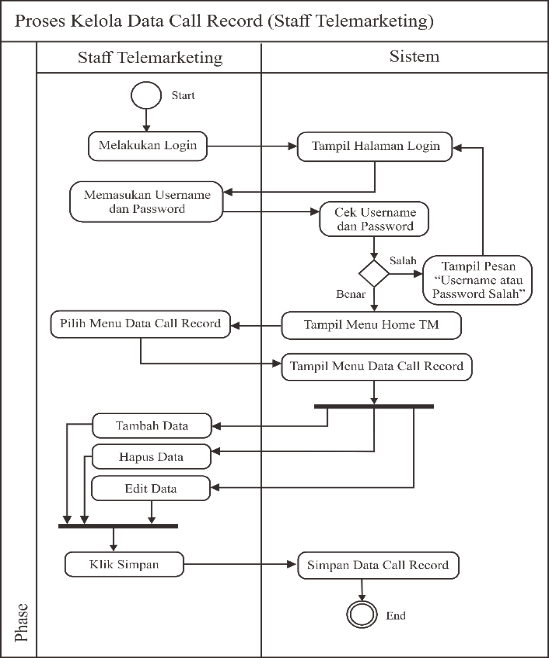 Proses Kelola Data Call Record (Staff Telemarketing)
Staff Telemarketing
Sistem
Start
Melakukan Login
Tampil Halaman Login
Memasukan Username
dan Password
Cek Username
dan Password
Salah
Tampil Pesan
“Username atau
Password Salah”
Benar
Pilih Menu Data Call Record
Tampil Menu Home TM
Tampil Menu Data Call Record
Tambah Data
Hapus Data
Edit Data
Klik Simpan
Simpan Data Call Record
End
Phase